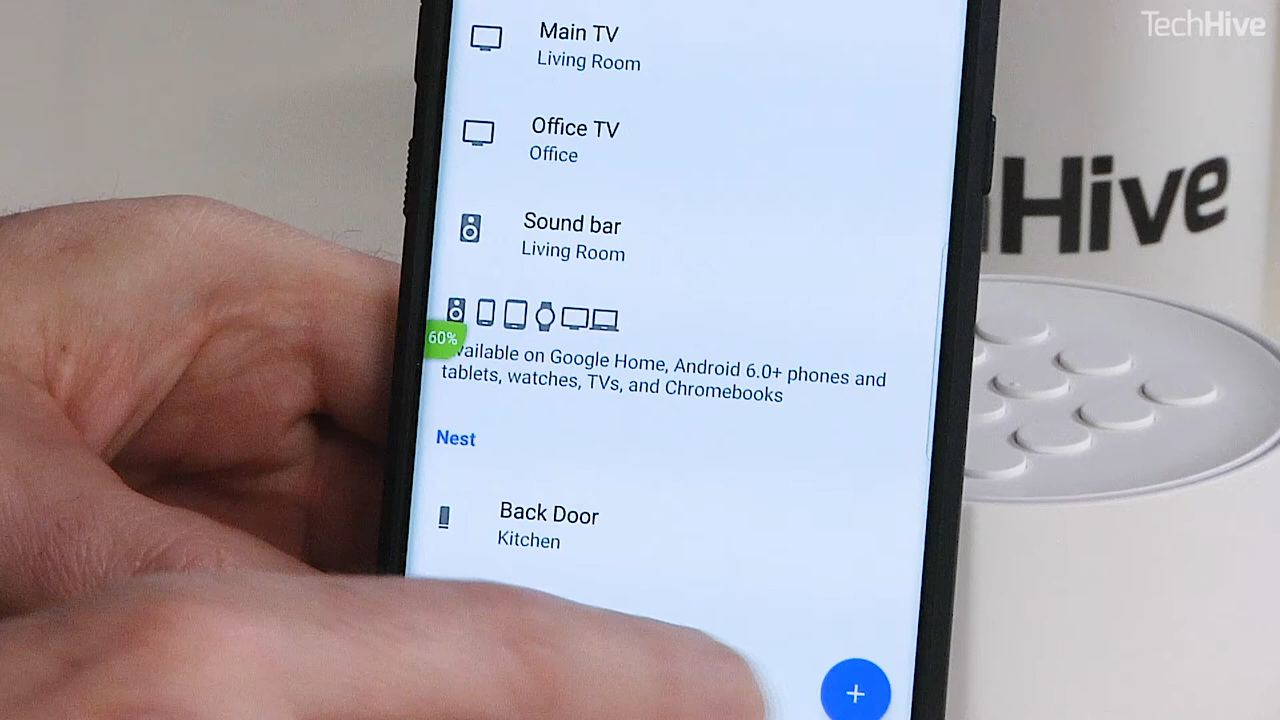 TechHive
Main TV
Living Room
Office TV
Office
Sound bar
Living Room
60%
vailable on Google Home, Android 6.0+ phones and
tablets, watches, TVs, and Chromebooks
Nest
Back Door
Kitchen
+
Hive